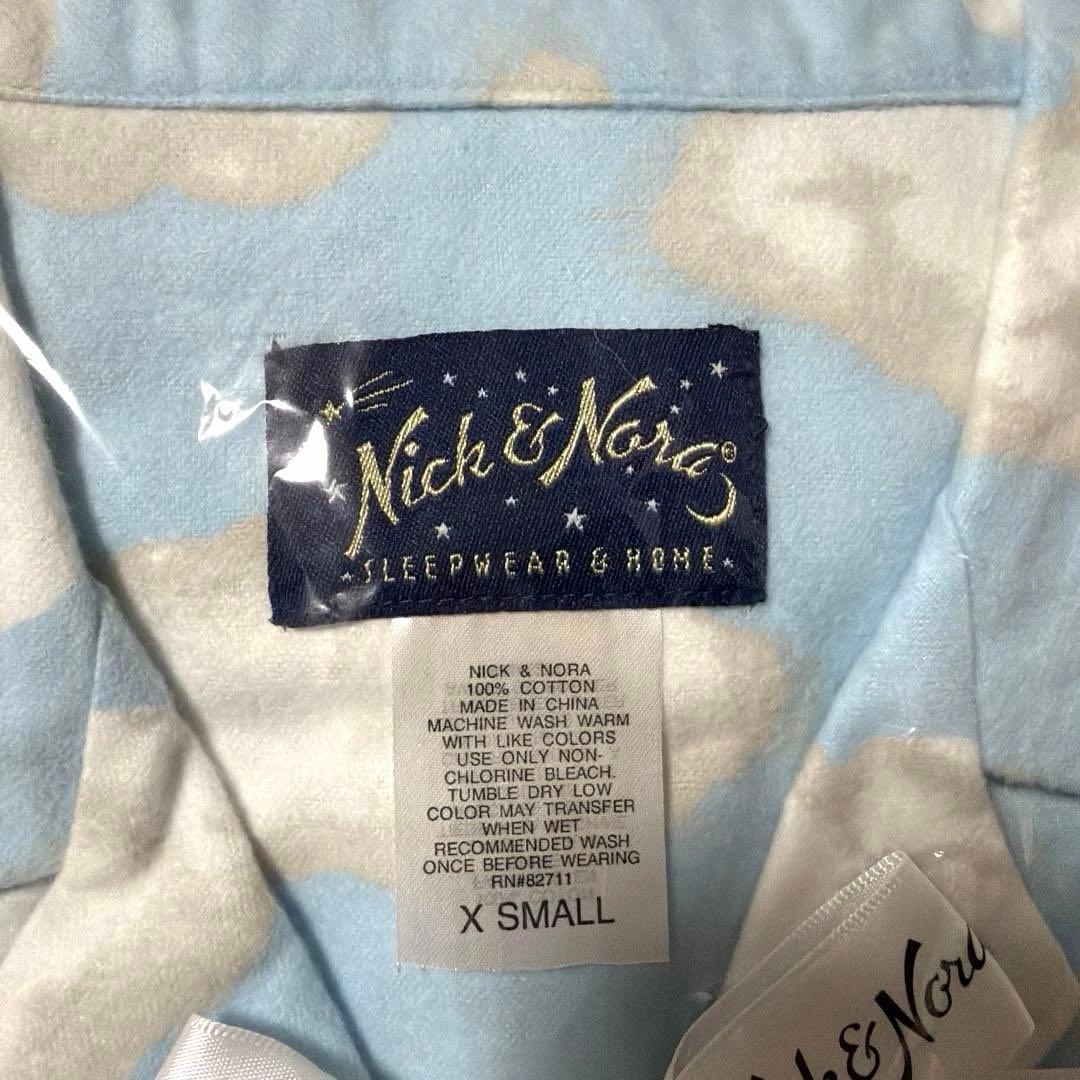 Nick & Nora®
SLEEPWEAR & HOME
NICK & NORA
100% COTTON
MADE IN CHINA
MACHINE WASH WARM
WITH LIKE COLORS
USE ONLY NON-
CHLORINE BLEACH.
TUMBLE DRY LOW
COLOR MAY TRANSFER
WHEN WET
RECOMMENDED WASH
ONCE BEFORE WEARING
RN#82711
X SMALL
& Nora